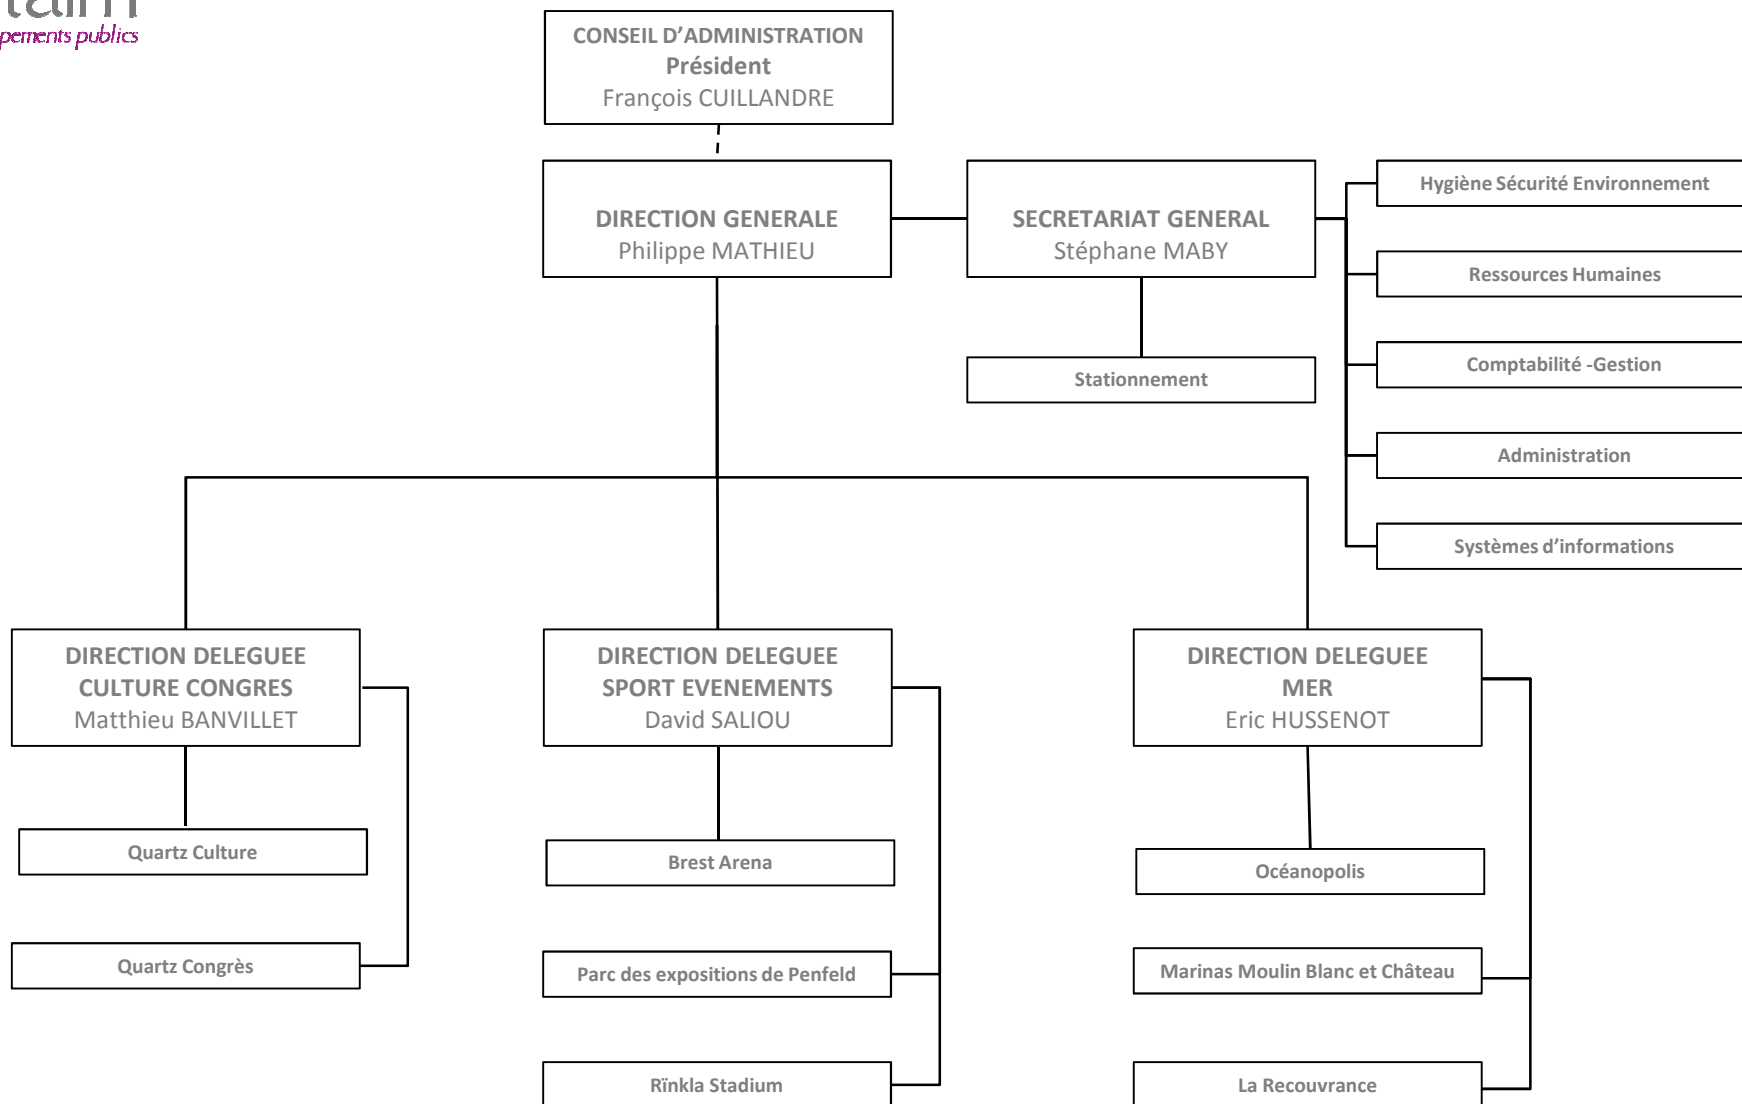 CONSEIL D'ADMINISTRATION
Président
François CUILLANDRE
DIRECTION GENERALE
Philippe MATHIEU
SECRETARIAT GENERAL
Stéphane MABY
Hygiène Sécurité Environnement
Ressources Humaines
Comptabilité -Gestion
Administration
Systèmes d'informations
Stationnement
DIRECTION DELEGUEE
CULTURE CONGRES
Matthieu BANVILLET
Quartz Culture
Quartz Congrès
DIRECTION DELEGUEE
SPORT EVENEMENTS
David SALIOU
Brest Arena
Parc des expositions de Penfeld
Rïnkla Stadium
DIRECTION DELEGUEE
MER
Eric HUSSENOT
Océanopolis
Marinas Moulin Blanc et Château
La Recouvrance
publics